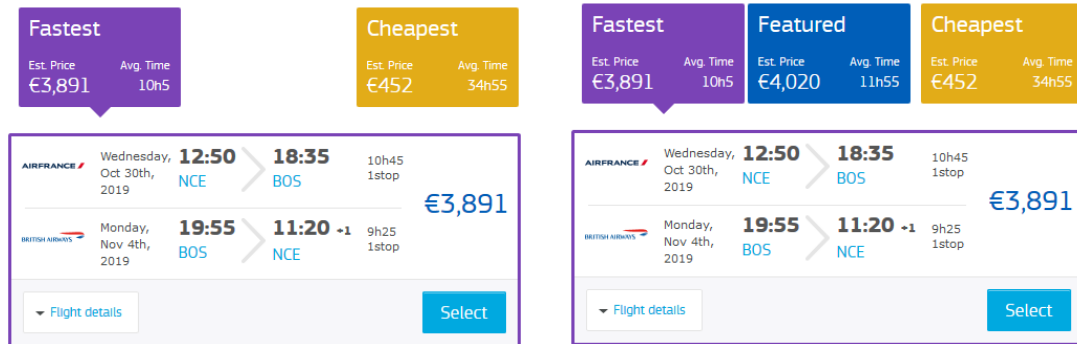 Fastest
Est. Price Avg. Time
€3,891 10h5
Cheapest
Est. Price Avg. Time
€452 34h55
AIRFRANCE
Wednesday,
Oct 30th,
2019
12:50 18:35
NCE BOS
10h45
1stop
€3,891
BRITISH AIRWAYS
Monday,
Nov 4th,
2019
19:55 11:20 +1
BOS NCE
9h25
1stop
Flight details
Select
Fastest
Est. Price Avg. Time
€3,891 10h5
Featured
Est. Price Avg. Time
€4,020 11h55
Cheapest
Est. Price Avg. Time
€452 34h55
AIRFRANCE
Wednesday,
Oct 30th,
2019
12:50 18:35
NCE BOS
10h45
1stop
€3,891
BRITISH AIRWAYS
Monday,
Nov 4th,
2019
19:55 11:20 +1
BOS NCE
9h25
1stop
Flight details
Select